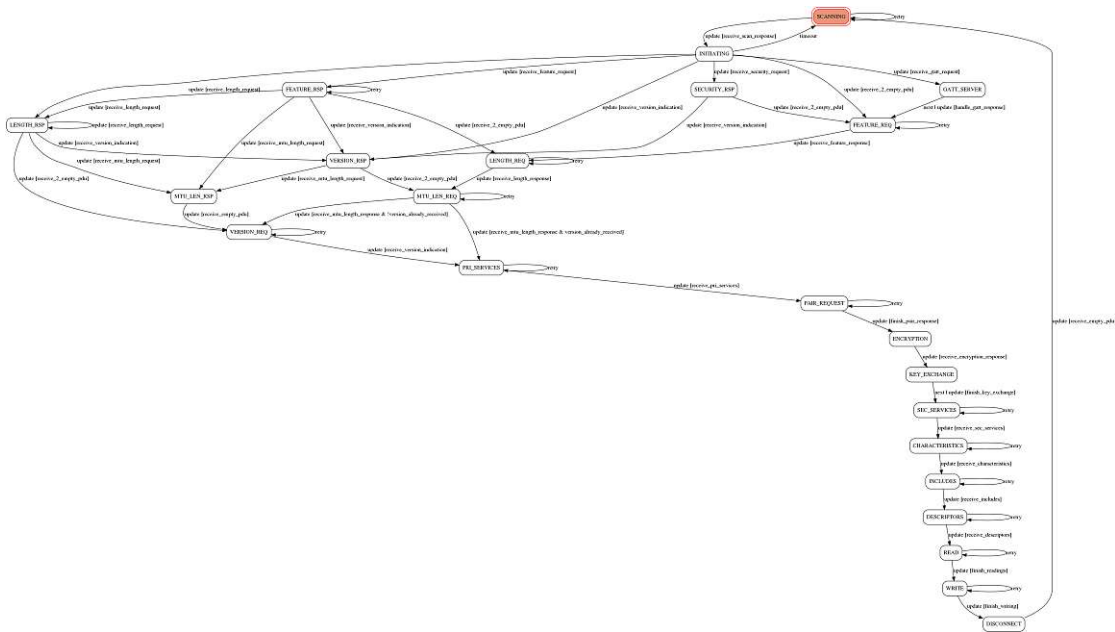 SCANNING
retry
update [receive_scan_response]
timeout
INITIATING
update [receive_feature_request]
update [receive_security_request]
update [receive_gatt_request]
update [receive_length_request]
FEATURE_RSP
retry
SECURITY_RSP
update [receive_2_empty_pdu]
GATT_SERVER
update [receive_version_indication]
update [receive_2_empty_pdu]
next | update [handle_gatt_response]
LENGTH_RSP
update [receive_length_request]
update [receive_version_indication]
update [receive_2_empty_pdu]
update [receive_version_indication]
FEATURE_REQ
retry
update [receive_version_indication]
update [receive_mtu_length_request]
update [receive_feature_response]
update [receive_mtu_length_request]
VERSION_RSP
LENGTH_REQ
retry
update [receive_2_empty_pdu]
update [receive_mtu_length_request]
update [receive_2_empty_pdu]
update [receive_length_response]
MTU_LEN_RSP
MTU_LEN_REQ
retry
update [receive_empty_pdu]
update [receive_mtu_length_response & !version_already_received]
VERSION_REQ
retry
update [receive_mtu_length_response & version_already_received]
update [receive_version_indication]
PRI_SERVICES
retry
update [receive_pri_services]
PAIR_REQUEST
retry
update [finish_pair_response]
update [receive_empty_pdu]
ENCRYPTION
update [receive_encryption_response]
KEY_EXCHANGE
next | update [finish_key_exchange]
SEC_SERVICES
retry
update [receive_sec_services]
CHARACTERISTICS
retry
update [receive_characteristics]
INCLUDES
retry
update [receive_includes]
DESCRIPTORS
retry
update [receive_descriptors]
READ
retry
update [finish_readings]
WRITE
retry
update [finish_writing]
DISCONNECT